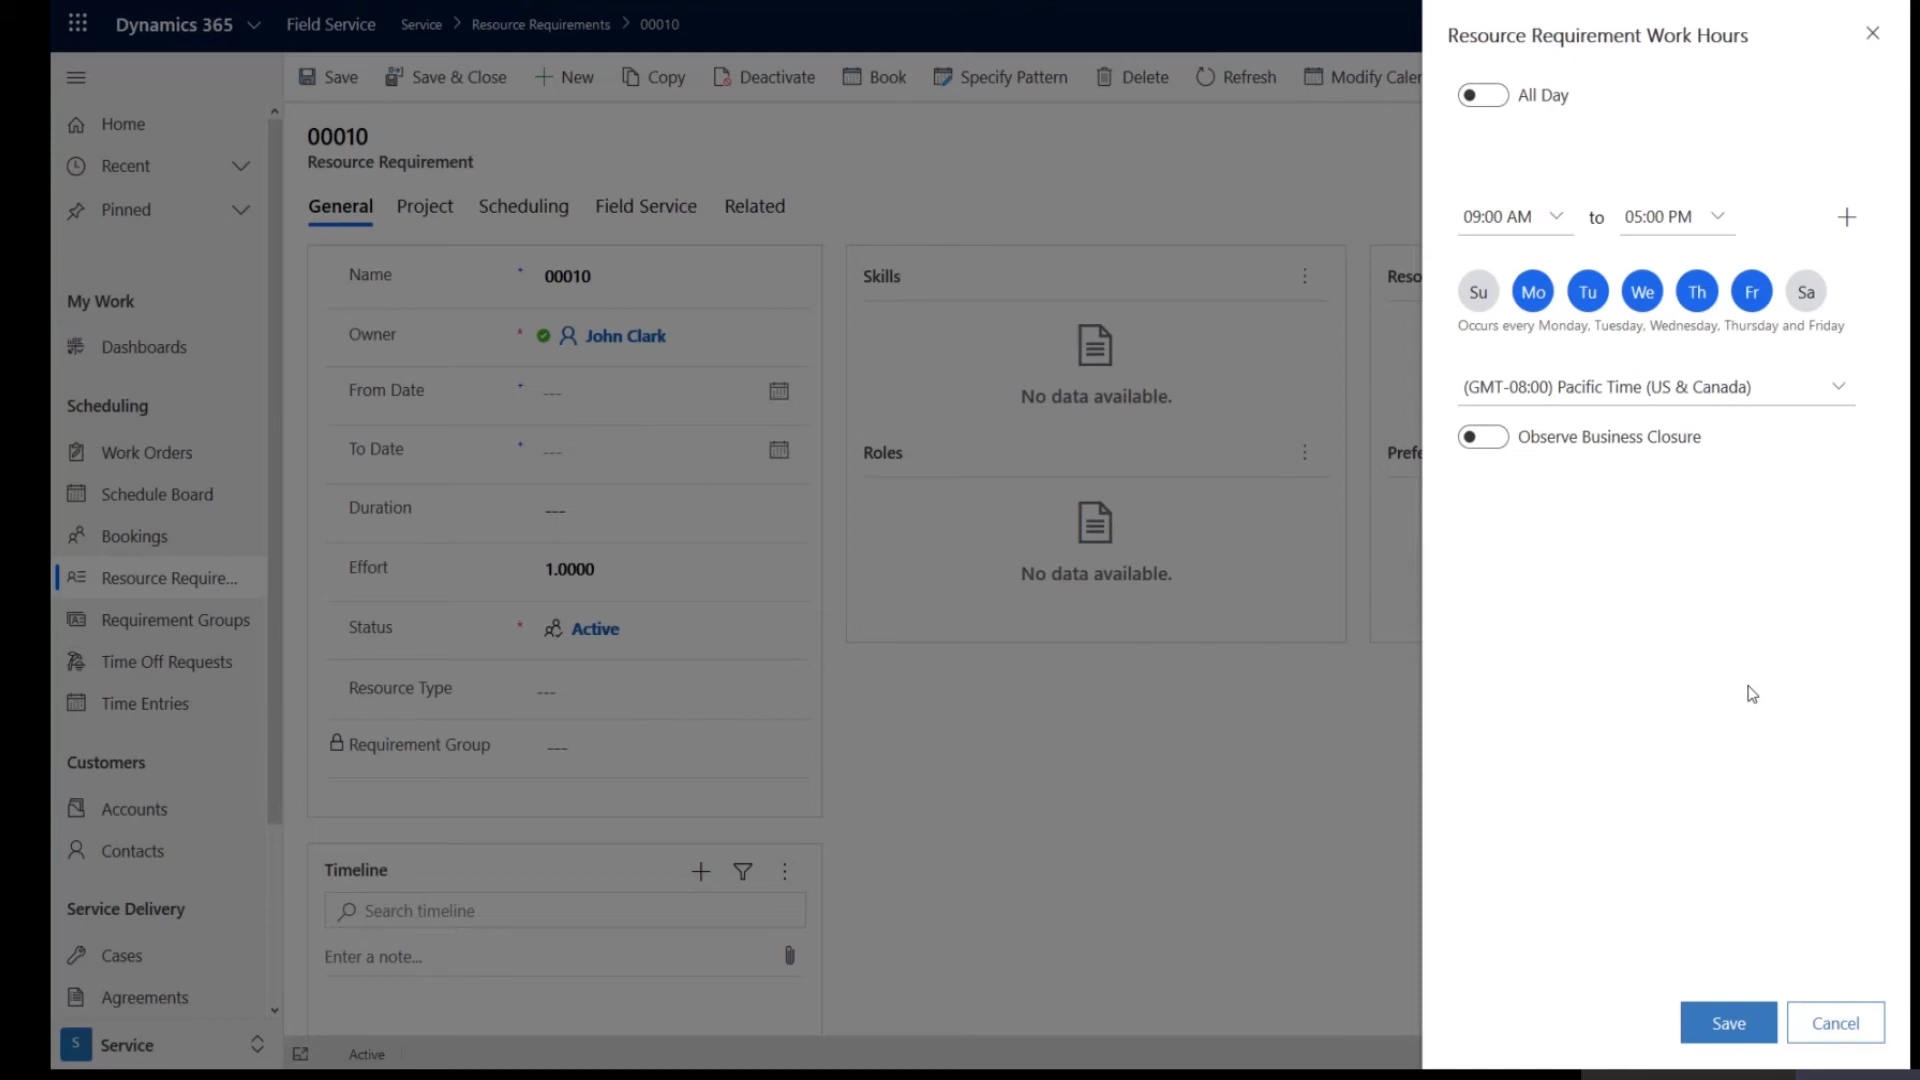 Dynamics 365
Field Service
Service > Resource Requirements > 00010
Save
Save & Close
New
Copy
Deactivate
Book
Specify Pattern
Delete
Refresh
Modify Caler
Home
Recent
Pinned
My Work
Dashboards
Scheduling
Work Orders
Schedule Board
Bookings
Resource Require...
Requirement Groups
Time Off Requests
Time Entries
Customers
Accounts
Contacts
Service Delivery
Cases
Agreements
S Service
00010
Resource Requirement
General Project Scheduling Field Service Related
Name * 00010
Owner * John Clark
From Date * ---
To Date * ---
Duration ---
Effort 1.0000
Status * Active
Resource Type ---
Requirement Group ---
Timeline
Search timeline
Enter a note...
Active
Skills
No data available.
Roles
No data available.
Reso
Prefe
Resource Requirement Work Hours
All Day
09:00 AM to 05:00 PM
Su Mo Tu We Th Fr Sa
Occurs every Monday, Tuesday, Wednesday, Thursday and Friday
(GMT-08:00) Pacific Time (US & Canada)
Observe Business Closure
Save
Cancel